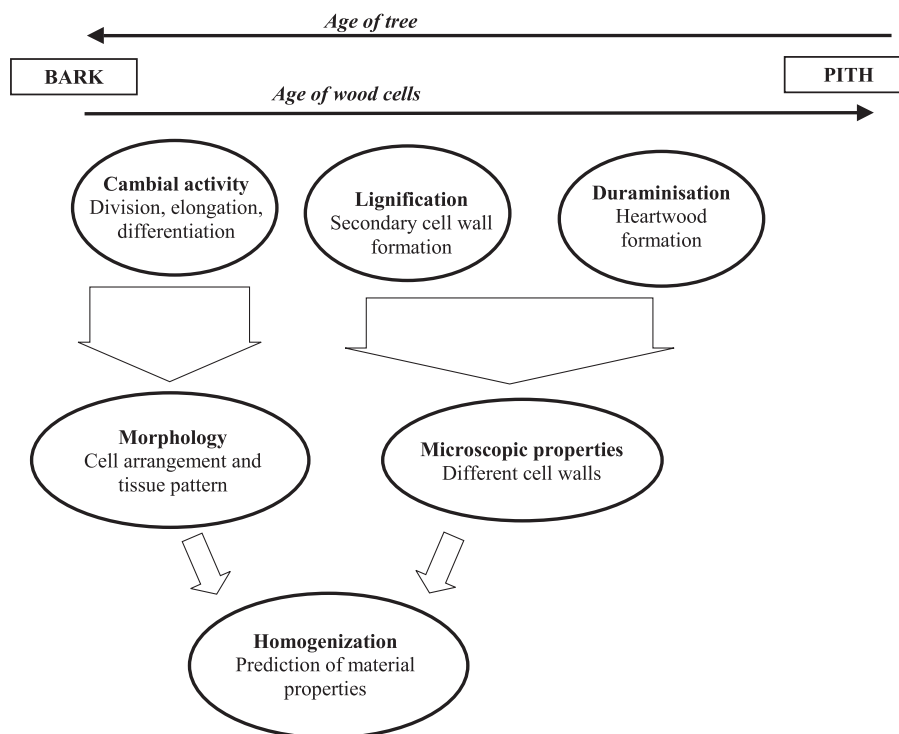 Age of tree
BARK
PITH
Age of wood cells
Cambial activity
Division, elongation,
differentiation
Lignification
Secondary cell wall
formation
Duraminisation
Heartwood
formation
Morphology
Cell arrangement and
tissue pattern
Microscopic properties
Different cell walls
Homogenization
Prediction of material
properties